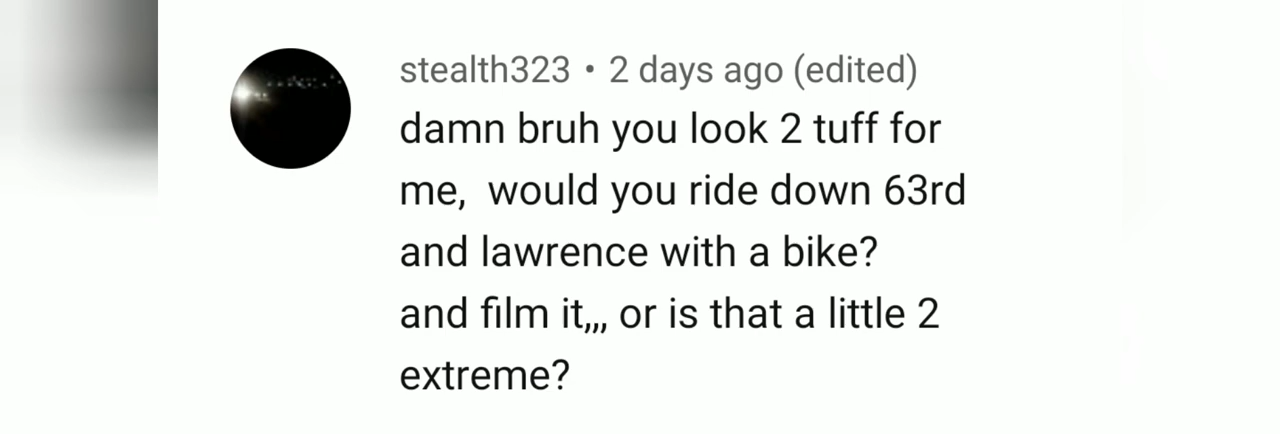 stealth323 • 2 days ago (edited)
damn bruh you look 2 tuff for
me,  would you ride down 63rd
and lawrence with a bike?
and film it,,, or is that a little 2
extreme?